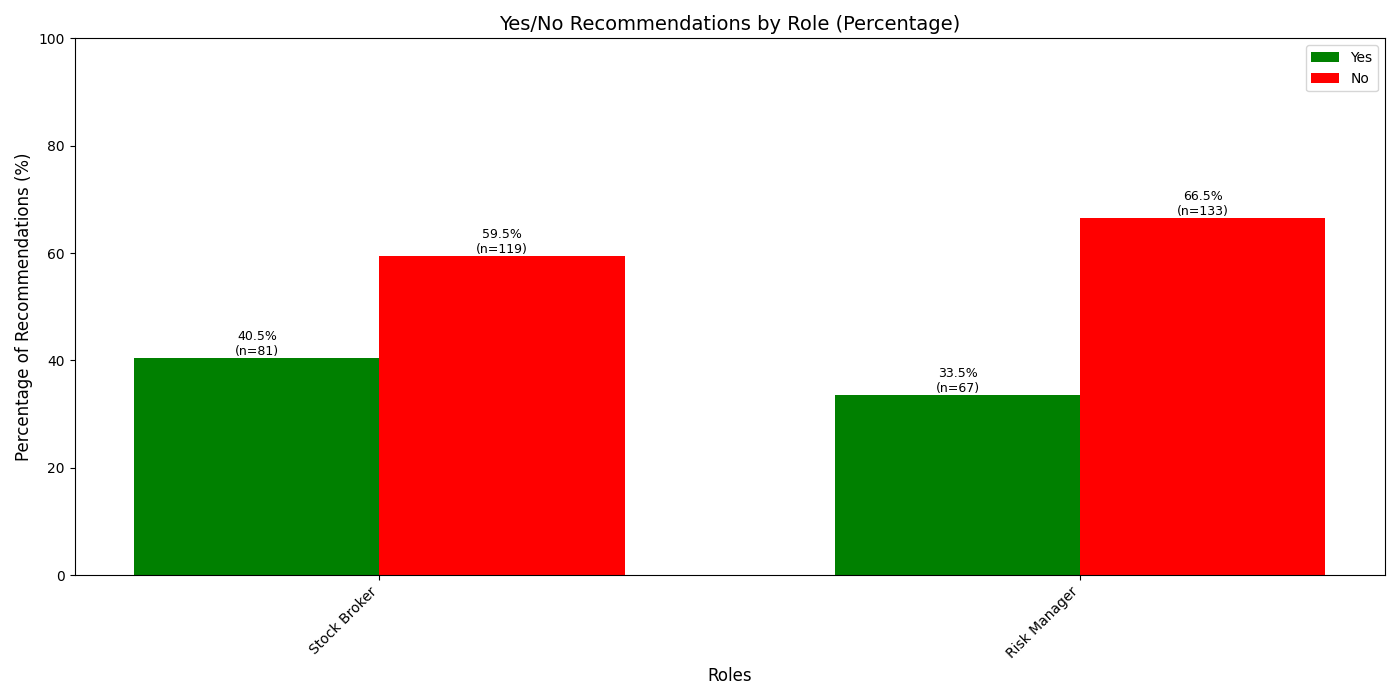 Yes/No Recommendations by Role (Percentage)
Yes
No
Percentage of Recommendations (%)
100
80
60
40
20
0
40.5%
(n=81)
59.5%
(n=119)
33.5%
(n=67)
66.5%
(n=133)
Stock Broker
Risk Manager
Roles